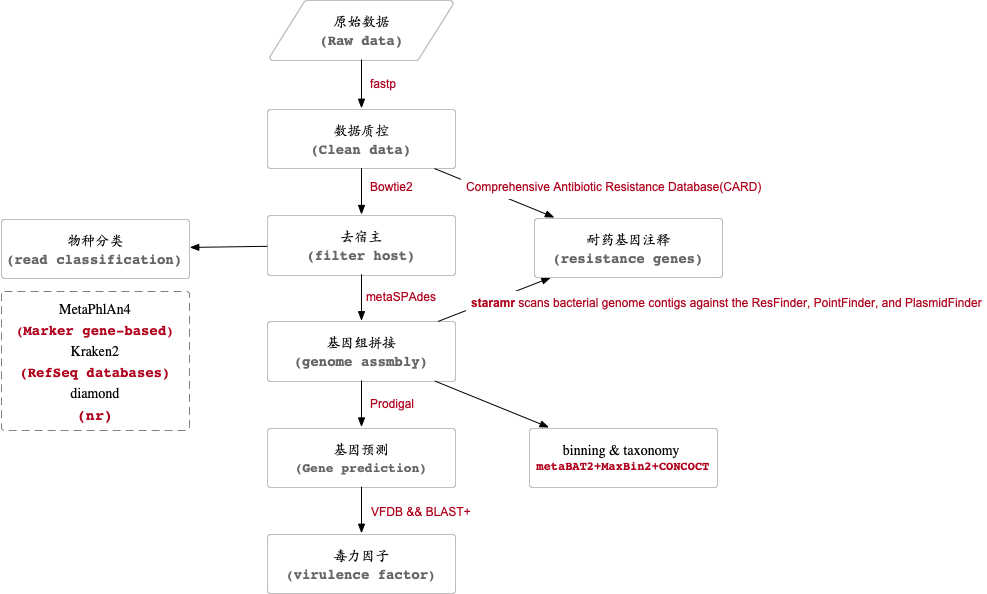 原始数据
(Raw data)
fastp
数据质控
(Clean data)
Bowtie2
Comprehensive Antibiotic Resistance Database(CARD)
物种分类
(read classification)
去宿主
(filter host)
耐药基因注释
(resistance genes)
metaSPAdes
staramr scans bacterial genome contigs against the ResFinder, PointFinder, and PlasmidFinder
MetaPhlAn4
(Marker gene-based)
Kraken2
(RefSeq databases)
diamond
(nr)
基因组拼接
(genome assmbly)
Prodigal
基因预测
(Gene prediction)
binning & taxonomy
metaBAT2+MaxBin2+CONCOCT
VFDB && BLAST+
毒力因子
(virulence factor)